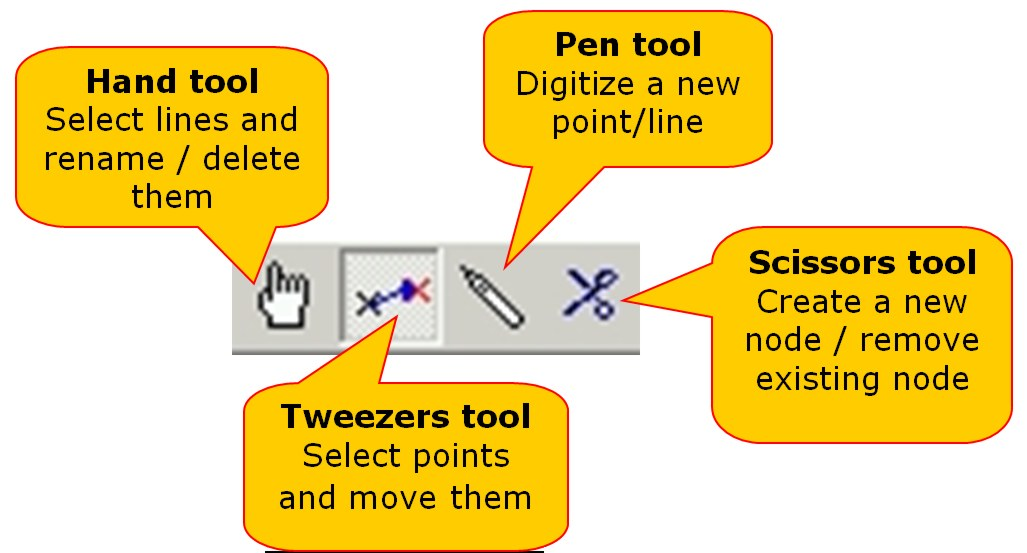 Hand tool
Select lines and
rename / delete
them
Pen tool
Digitize a new
point/line
Scissors tool
Create a new
node / remove
existing node
Tweezers tool
Select points
and move them